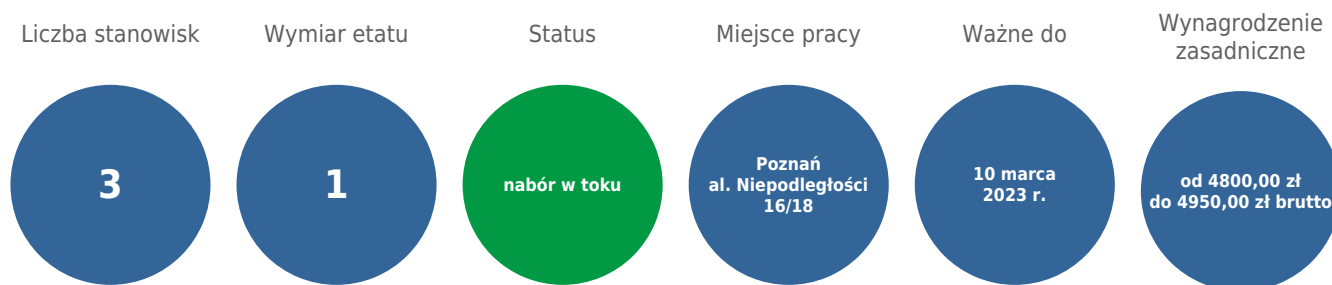 Liczba stanowisk
3
Wymiar etatu
1
Status
nabór w toku
Miejsce pracy
Poznań
al. Niepodległości
16/18
Ważne do
10 marca
2023 r.
Wynagrodzenie
zasadnicze
od 4800,00 zł
do 4950,00 zł brutto